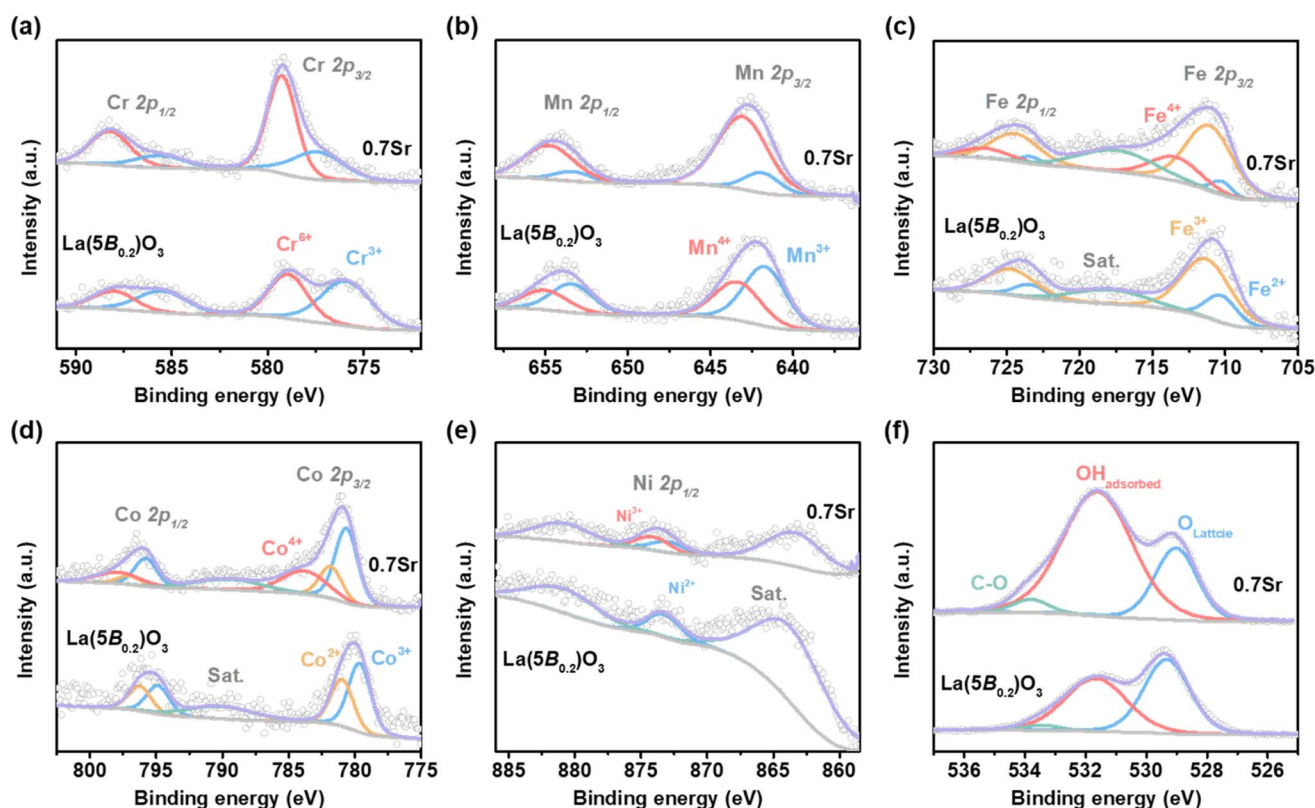 (a)
Cr 2p3/2
Cr 2p1/2
0.7Sr
La(5B0.2)O3
Cr6+
Cr3+
Intensity (a.u.)
590 585 580 575
Binding energy (eV)
(b)
Mn 2p3/2
Mn 2p1/2
0.7Sr
La(5B0.2)O3
Mn4+
Mn3+
Intensity (a.u.)
655 650 645 640
Binding energy (eV)
(c)
Fe 2p3/2
Fe 2p1/2
Fe4+
0.7Sr
La(5B0.2)O3
Fe3+
Sat.
Fe2+
Intensity (a.u.)
730 725 720 715 710 705
Binding energy (eV)
(d)
Co 2p3/2
Co 2p1/2
Co4+
0.7Sr
La(5B0.2)O3
Sat.
Co2+
Co3+
Intensity (a.u.)
800 795 790 785 780 775
Binding energy (eV)
(e)
Ni 2p1/2
Ni3+
0.7Sr
Ni2+
Sat.
La(5B0.2)O3
Intensity (a.u.)
885 880 875 870 865 860
Binding energy (eV)
(f)
OHadsorbed
OLattcie
C-O
0.7Sr
La(5B0.2)O3
Intensity (a.u.)
536 534 532 530 528 526
Binding energy (eV)